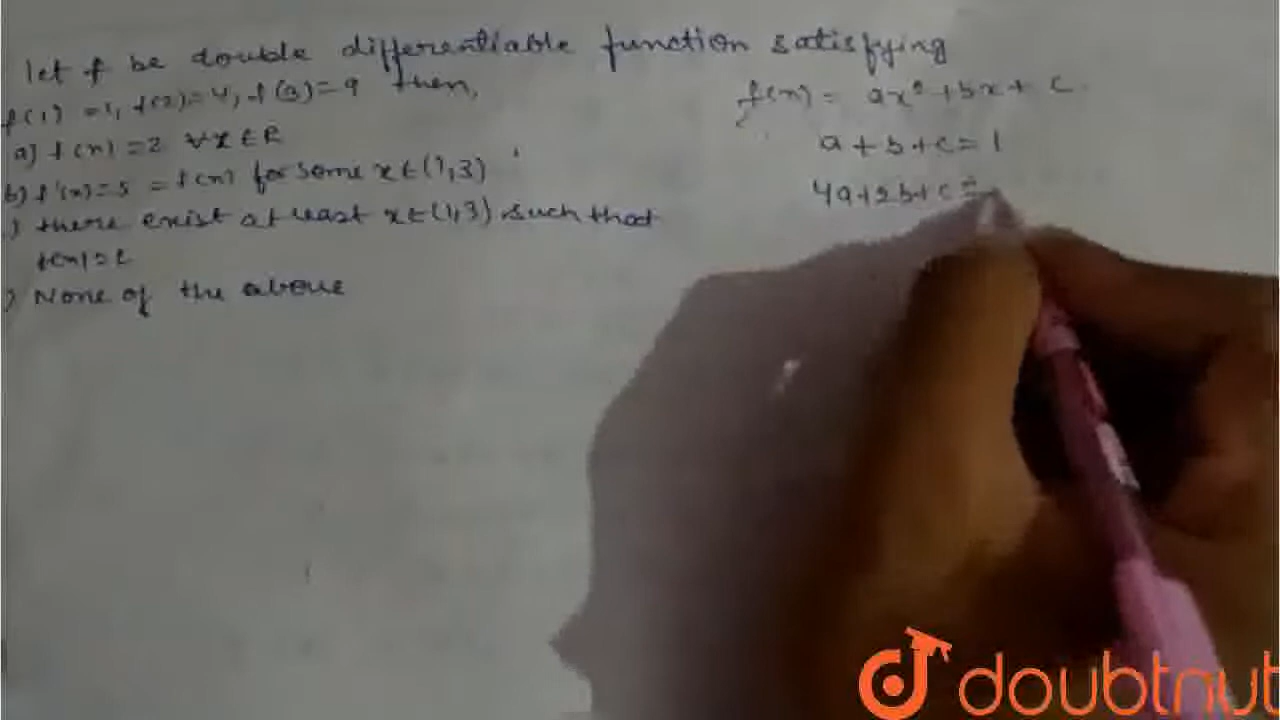 let f be double differentiable function satisfying
f(1) = 1, f(2) = 4, f(3) = 9 then,
a) f(x) = 2 ∀ x ∈ R
b) f'(x) = 5 = f(x) for some x ∈ (1,3)
) there exist at least x ∈ (1,3) such that
f(x) = 2
) None of the above
f(x) = ax² + bx + c
a + b + c = 1
4a + 2b + c =
doubtnut